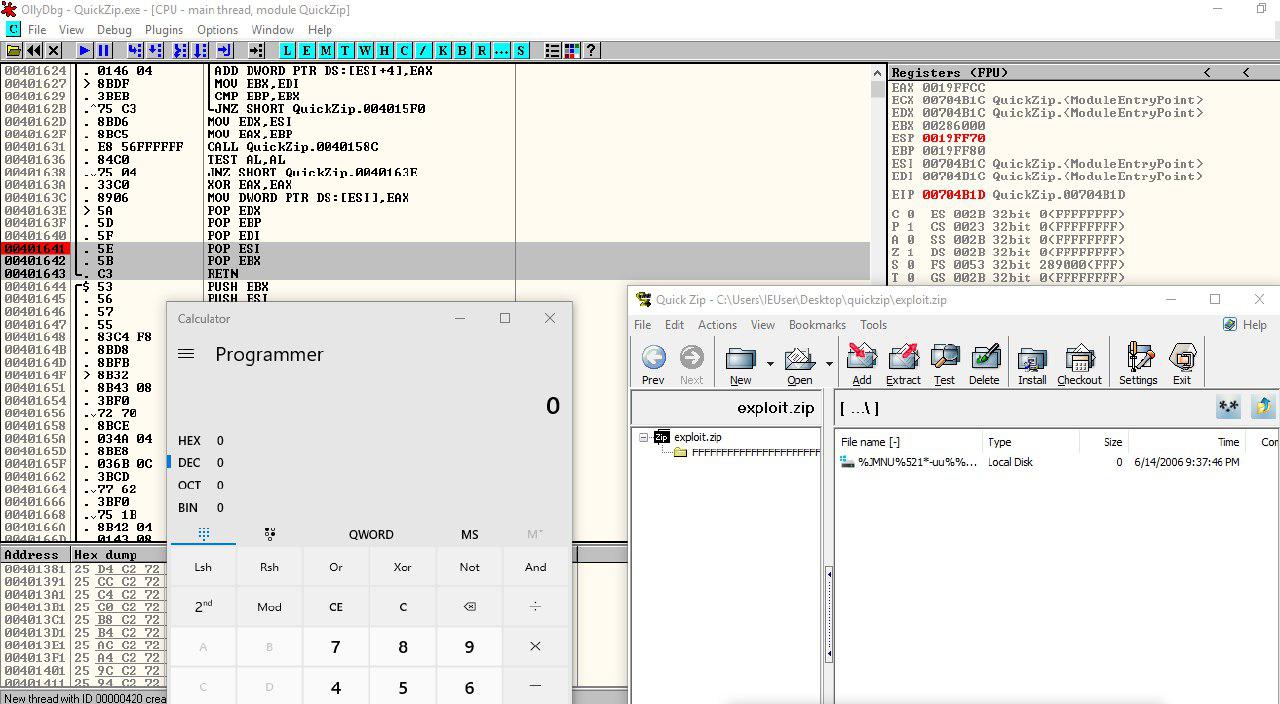 OllyDbg - QuickZip.exe - [CPU - main thread, module QuickZip]
C File View Debug Plugins Options Window Help
L E M T W H C / K B R ... S ?
00401624 . 0146 04 ADD DWORD PTR DS:[ESI+4],EAX
00401627 > 8BDF MOV EBX,EDI
00401629 . 3BEB CMP EBP,EBX
0040162B .^75 C3 JNZ SHORT QuickZip.004015F0
0040162D . 8BD6 MOV EDX,ESI
0040162F . 8BC5 MOV EAX,EBP
00401631 . E8 56FFFFFF CALL QuickZip.0040158C
00401636 . 84C0 TEST AL,AL
00401638 .v75 04 JNZ SHORT QuickZip.0040163E
0040163A . 33C0 XOR EAX,EAX
0040163C . 8906 MOV DWORD PTR DS:[ESI],EAX
0040163E > 5A POP EDX
0040163F . 5D POP EBP
00401640 . 5F POP EDI
00401641 . 5E POP ESI
00401642 . 5B POP EBX
00401643 . C3 RETN
00401644 $ 53 PUSH EBX
00401645 . 56 PUSH ESI
00401646 . 57
00401647 . 55
00401648 . 83C4 F8
0040164B . 8BD8
0040164D . 8BFB
0040164F > 8B32
00401651 . 8B43 08
00401654 . 3BF0
00401656 .v72 70
00401658 . 8BCE
0040165A . 034A 04
0040165D . 8BE8
0040165F . 036B 0C
00401662 . 3BCD
00401664 .v77 62
00401666 . 3BF0
00401668 .v75 1B
0040166A . 8B42 04
0040166D . 0143 08
Registers (FPU) < <
EAX 0019FFCC
ECX 00704B1C QuickZip.<ModuleEntryPoint>
EDX 00704B1C QuickZip.<ModuleEntryPoint>
EBX 00286000
ESP 0019FF70
EBP 0019FF80
ESI 00704B1C QuickZip.<ModuleEntryPoint>
EDI 00704D1C QuickZip.<ModuleEntryPoint>
EIP 00704B1D QuickZip.00704B1D
C 0 ES 002B 32bit 0(FFFFFFFF)
P 1 CS 0023 32bit 0(FFFFFFFF)
A 0 SS 002B 32bit 0(FFFFFFFF)
Z 1 DS 002B 32bit 0(FFFFFFFF)
S 0 FS 0053 32bit 289000(FFF)
T 0 GS 002B 32bit 0(FFFFFFFF)
Address Hex dump
00401381 25 D4 C2 72
00401391 25 CC C2 72
004013A1 25 C4 C2 72
004013B1 25 C0 C2 72
004013C1 25 B8 C2 72
004013D1 25 B4 C2 72
004013E1 25 AC C2 72
004013F1 25 A4 C2 72
00401401 25 9C C2 72
00401411 25 94 C2 72
New thread with ID 00000420 crea
Calculator
Programmer
0
HEX 0
DEC 0
OCT 0
BIN 0
QWORD MS M˅
Lsh Rsh Or Xor Not And
2nd Mod CE C ⌫ ÷
A B 7 8 9 ×
C D 4 5 6 −
Quick Zip - C:\Users\IEUser\Desktop\quickzip\exploit.zip
File Edit Actions View Bookmarks Tools Help
Prev Next New Open Add Extract Test Delete Install Checkout Settings Exit
exploit.zip [ ...\ ] *.*
Zip exploit.zip
FFFFFFFFFFFFFFFFFFFFFF
File name [-] Type Size Time Cor
%JMNU%521*-uu%%... Local Disk 0 6/14/2006 9:37:46 PM